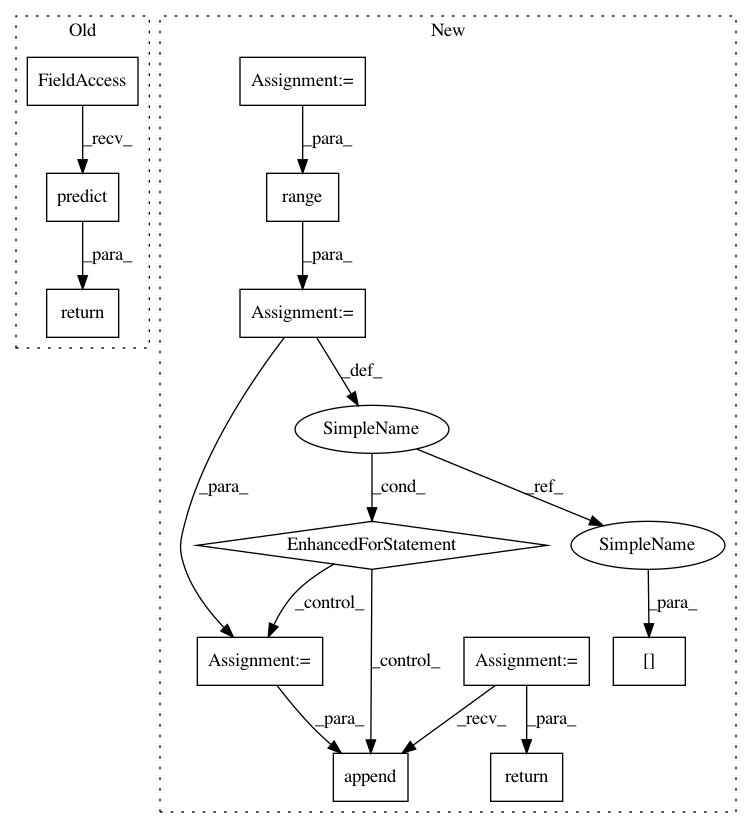 Old
New
FieldAccess
Assignment:=
_recv_
_para_
predict
range
_para_
_para_
return
Assignment:=
_def_
SimpleName
_para_
_cond_
_ref_
EnhancedForStatement
SimpleName
_control_
_control_
_para_
Assignment:=
Assignment:=
[]
_para_
_recv_
_para_
append
return